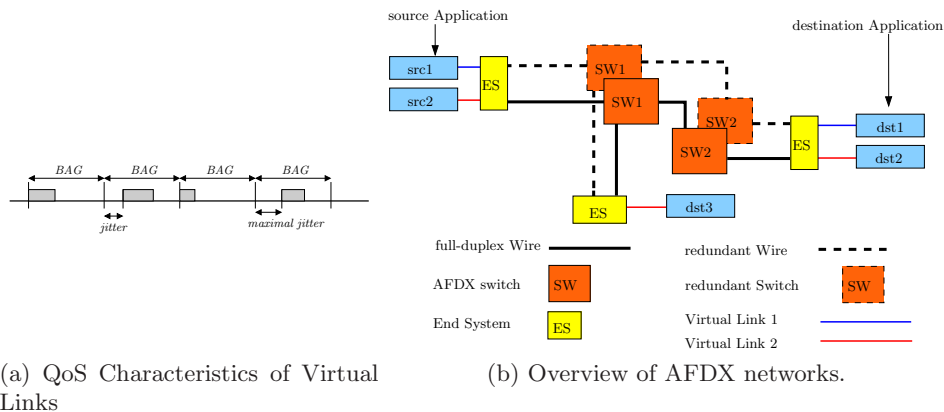 BAG BAG BAG BAG
jitter
maximal jitter
(a) QoS Characteristics of Virtual
Links
source Application
destination Application
src1
src2
ES
SW1
SW1
SW2
SW2
ES
dst1
dst2
ES
dst3
full-duplex Wire
redundant Wire
AFDX switch
SW
redundant Switch
SW
End System
ES
Virtual Link 1
Virtual Link 2
(b) Overview of AFDX networks.